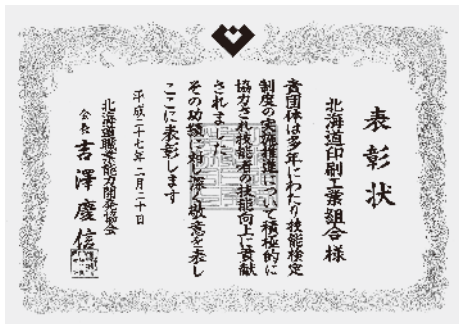 表彰状
北海道印刷工業組合様
貴団体は多年にわたり技能検定
制度の実施推進について積極的に
協力され技能者の技能向上に貢献
されました
その功績に対し深く敬意を表し
ここに表彰します
平成二十七年二月二十日
北海道職業能力開発協会
会長 吉澤慶信